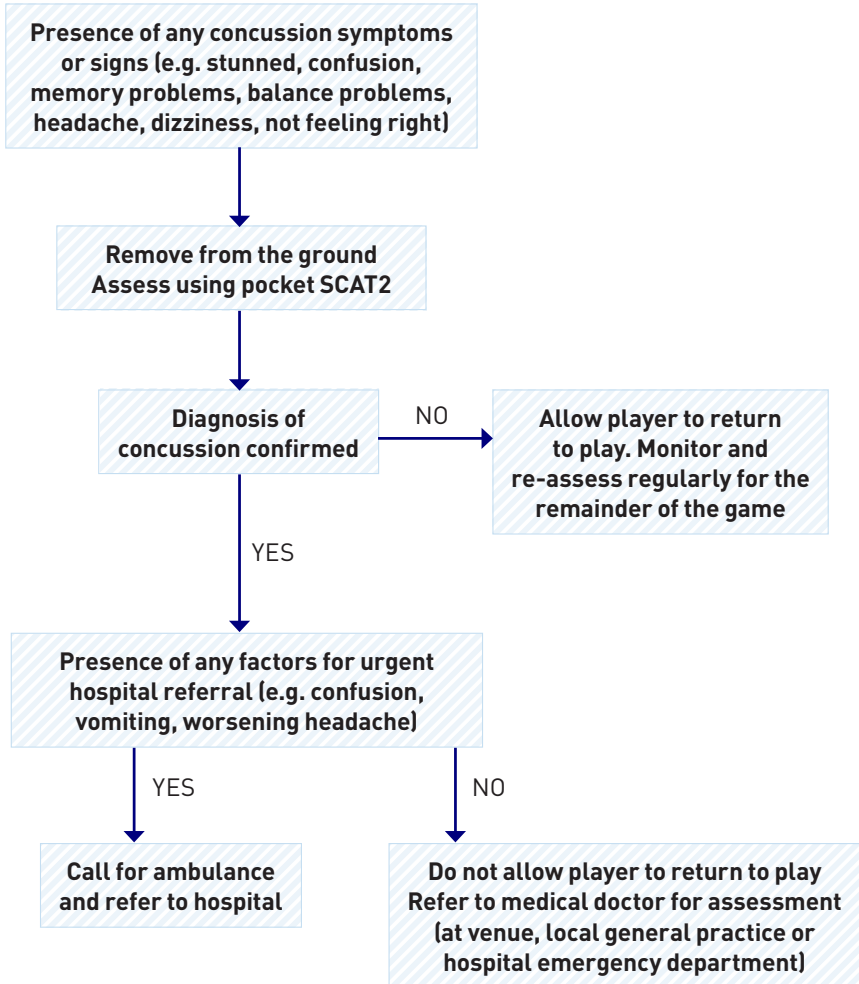 Presence of any concussion symptoms
or signs (e.g. stunned, confusion,
memory problems, balance problems,
headache, dizziness, not feeling right)
Remove from the ground
Assess using pocket SCAT2
Diagnosis of
concussion confirmed
NO
Allow player to return
to play. Monitor and
re-assess regularly for the
remainder of the game
YES
Presence of any factors for urgent
hospital referral (e.g. confusion,
vomiting, worsening headache)
YES
NO
Call for ambulance
and refer to hospital
Do not allow player to return to play
Refer to medical doctor for assessment
(at venue, local general practice or
hospital emergency department)